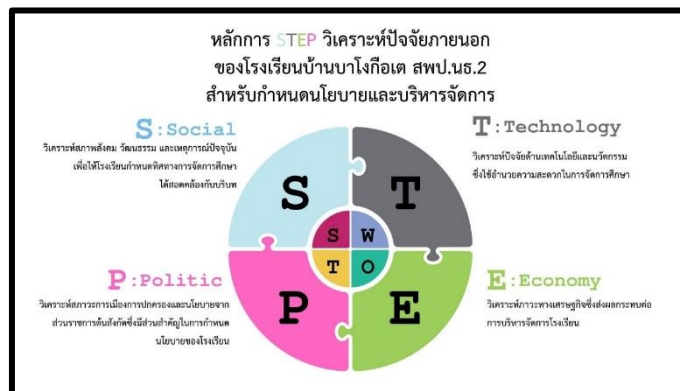 หลักการ STEP วิเคราะห์ปัจจัยภายนอก
ของโรงเรียนบ้านบาโงกือเต สพป.นธ.2
สำหรับกำหนดนโยบายและบริหารจัดการ
S:Social
วิเคราะห์สภาพสังคม วัฒนธรรม และเหตุการณ์ปัจจุบัน
เพื่อให้โรงเรียนกำหนดทิศทางการจัดการศึกษา
ได้สอดคล้องกับบริบท
T:Technology
วิเคราะห์ปัจจัยด้านเทคโนโลยีและนวัตกรรม
ซึ่งใช้อำนวยความสะดวกในการจัดการศึกษา
S
T
S
W
T
O
P
E
P:Politic
วิเคราะห์สภาวะการเมืองการปกครองและนโยบายจาก
ส่วนราชการต้นสังกัดซึ่งมีส่วนสำคัญในการกำหนด
นโยบายของโรงเรียน
E:Economy
วิเคราะห์ภาวะทางเศรษฐกิจซึ่งส่งผลกระทบต่อ
การบริหารจัดการโรงเรียน